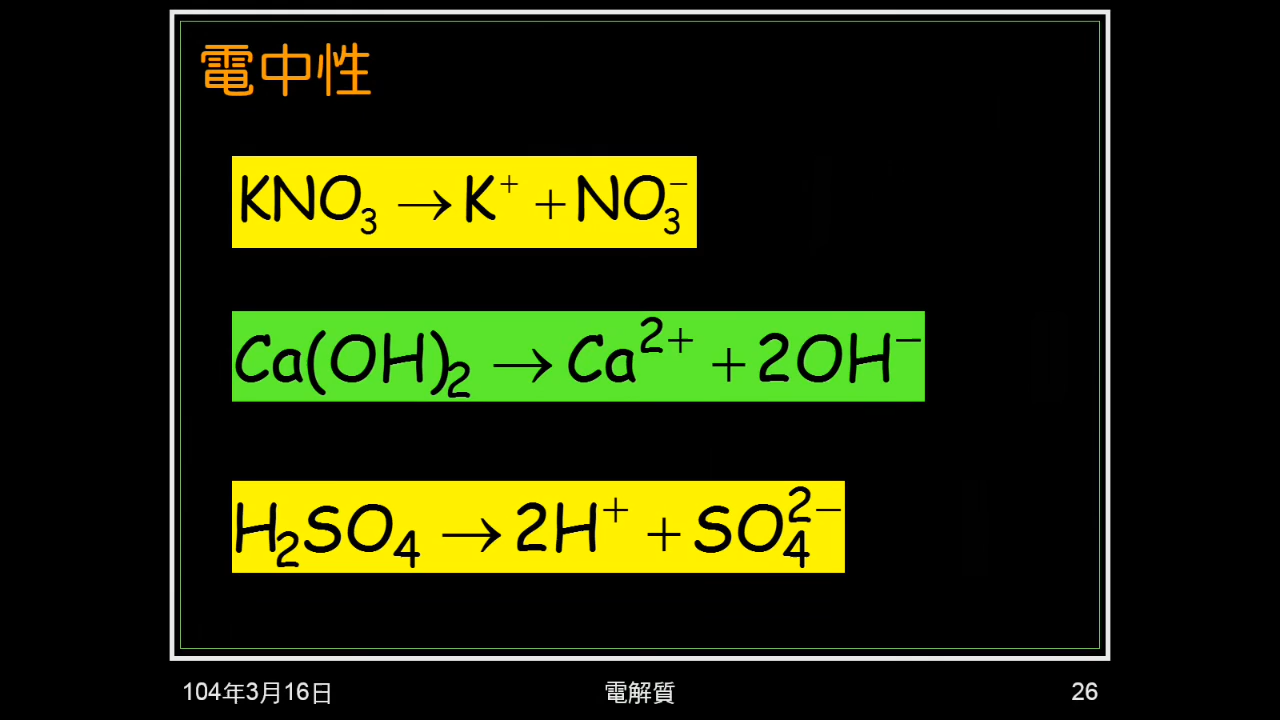 電中性
KNO₃ → K⁺ + NO₃⁻
Ca(OH)₂ → Ca²⁺ + 2OH⁻
H₂SO₄ → 2H⁺ + SO₄²⁻
104年3月16日 電解質 26